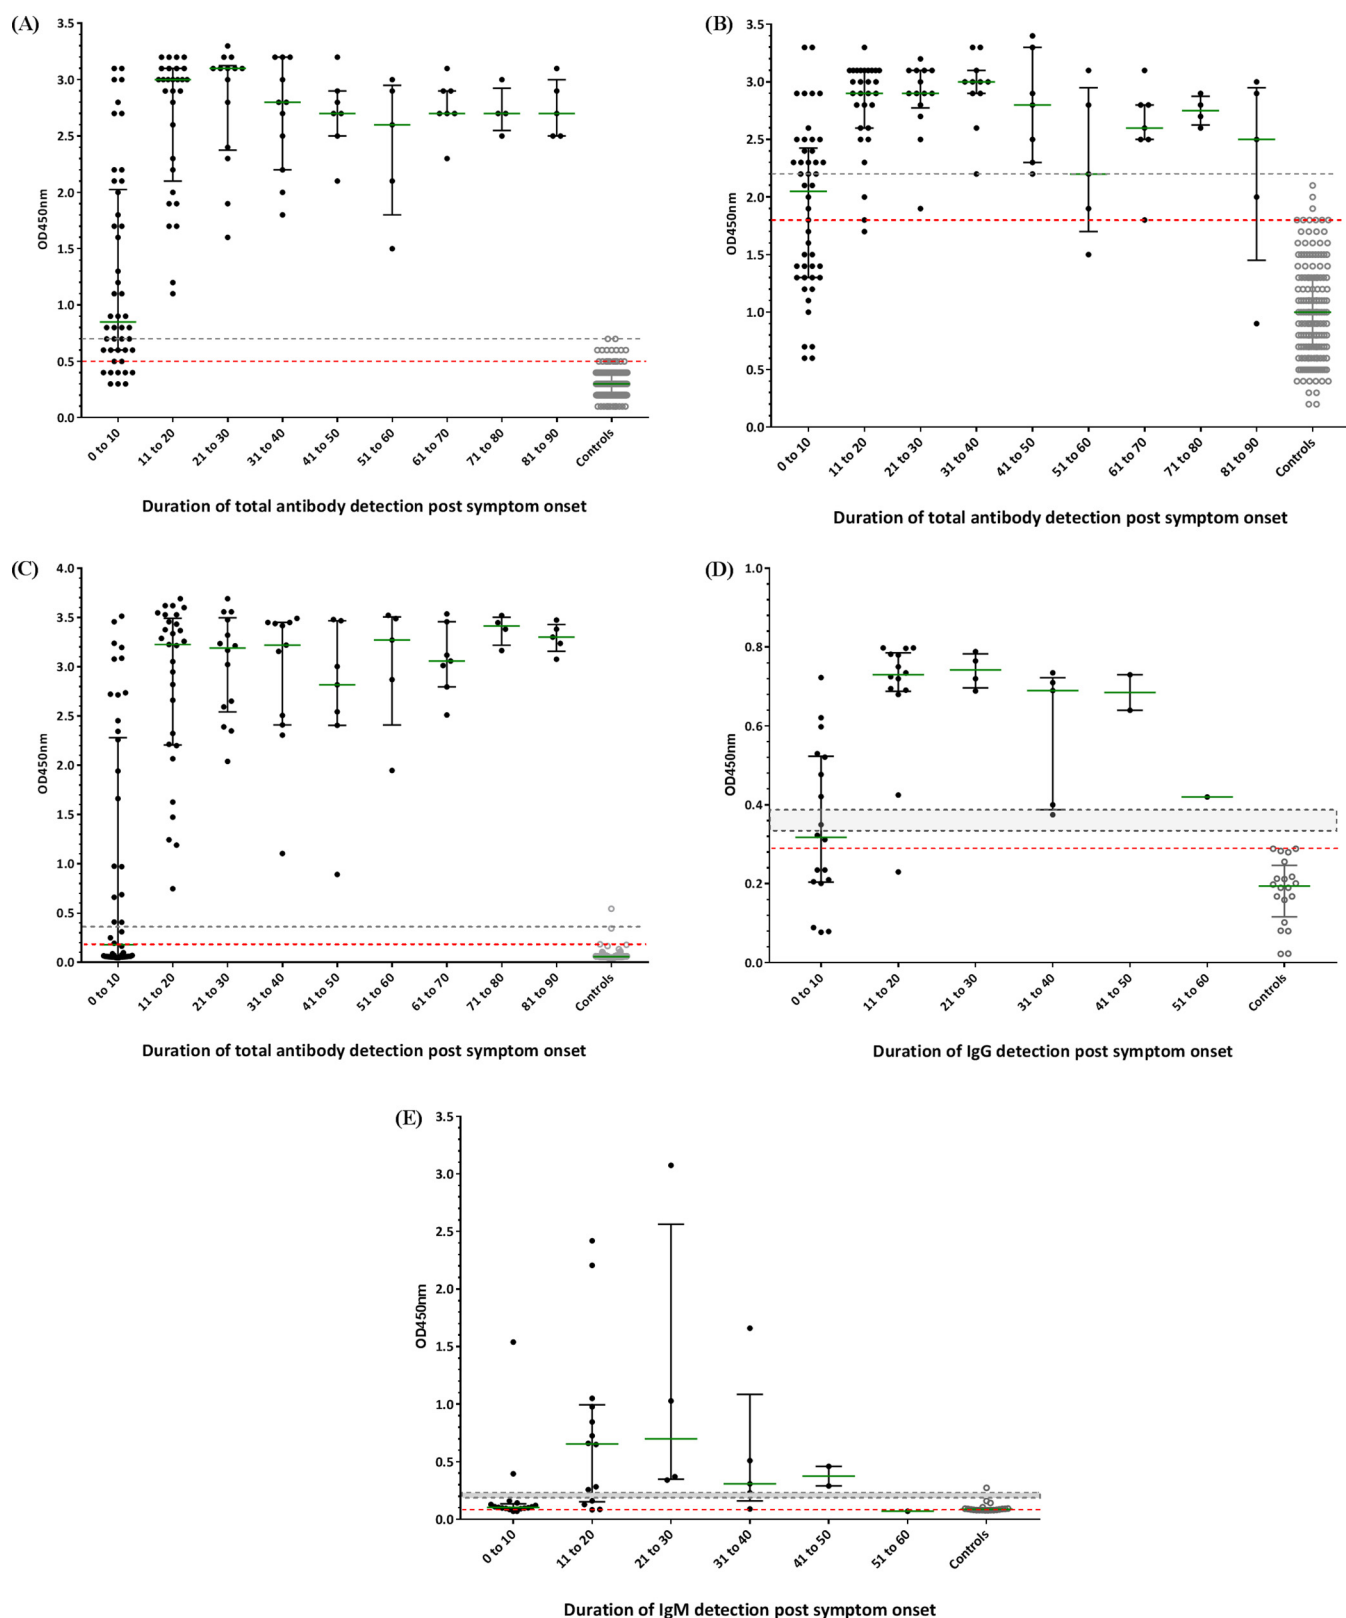 (A)
3.5
3.0
2.5
2.0
1.5
1.0
0.5
0.0
OD450nm
0 to 10
11 to 20
21 to 30
31 to 40
41 to 50
51 to 60
61 to 70
71 to 80
81 to 90
Controls
Duration of total antibody detection post symptom onset
(B)
3.5
3.0
2.5
2.0
1.5
1.0
0.5
0.0
OD450nm
0 to 10
11 to 20
21 to 30
31 to 40
41 to 50
51 to 60
61 to 70
71 to 80
81 to 90
Controls
Duration of total antibody detection post symptom onset
(C)
4.0
3.5
3.0
2.5
2.0
1.5
1.0
0.5
0.0
OD450nm
0 to 10
11 to 20
21 to 30
31 to 40
41 to 50
51 to 60
61 to 70
71 to 80
81 to 90
Controls
Duration of total antibody detection post symptom onset
(D)
1.0
0.8
0.6
0.4
0.2
0.0
OD450nm
0 to 10
11 to 20
21 to 30
31 to 40
41 to 50
51 to 60
Controls
Duration of IgG detection post symptom onset
(E)
3.5
3.0
2.5
2.0
1.5
1.0
0.5
0.0
OD450nm
0 to 10
11 to 20
21 to 30
31 to 40
41 to 50
51 to 60
Controls
Duration of IgM detection post symptom onset